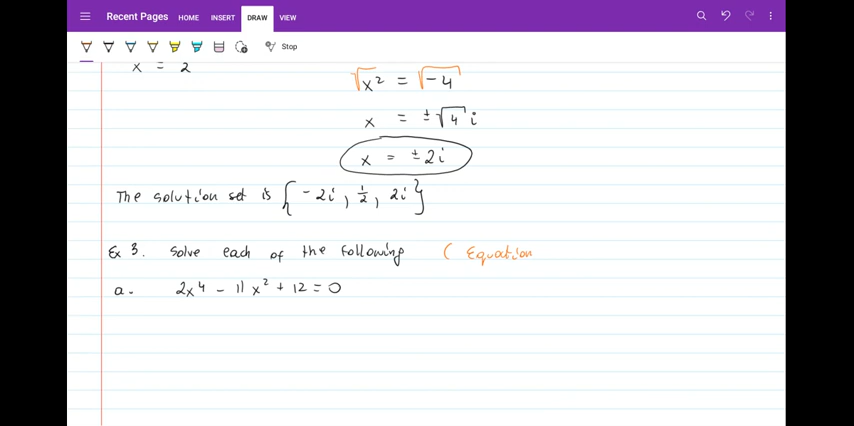 Recent Pages HOME INSERT DRAW VIEW
Stop
x = 2
√x² = √-4
x = ±√4 i
x = ±2i
The solution set is {-2i, 1/2, 2i}
Ex 3. Solve each of the following ( Equation
a. 2x⁴ - 11x² + 12 = 0